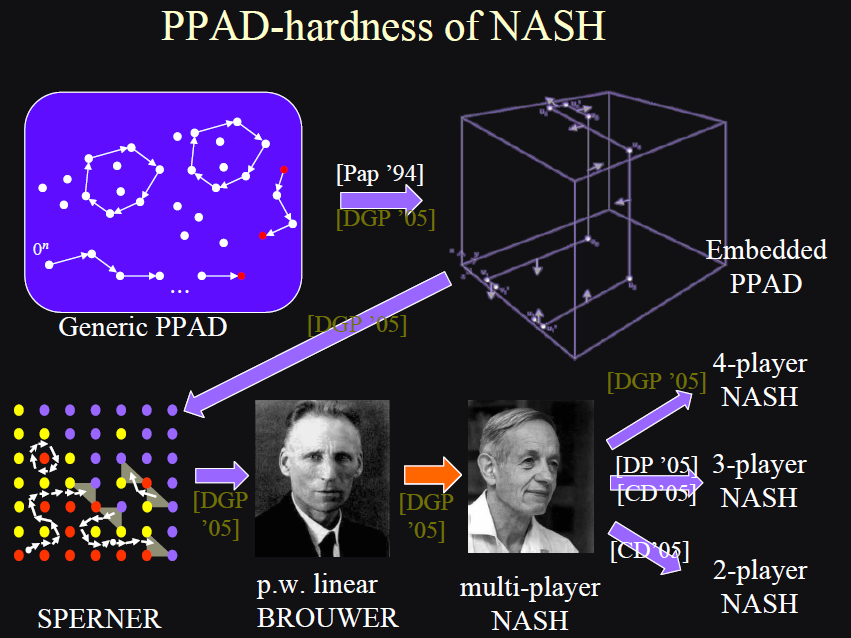 PPAD-hardness of NASH
[Pap ’94]
[DGP ’05]
0ⁿ
...
Generic PPAD
Embedded
PPAD
[DGP ’05]
[DGP ’05]
4-player
NASH
[DP ’05]
[CD’05]
3-player
NASH
[CD’05]
2-player
NASH
[DGP
’05]
[DGP
’05]
SPERNER
p.w. linear
BROUWER
multi-player
NASH